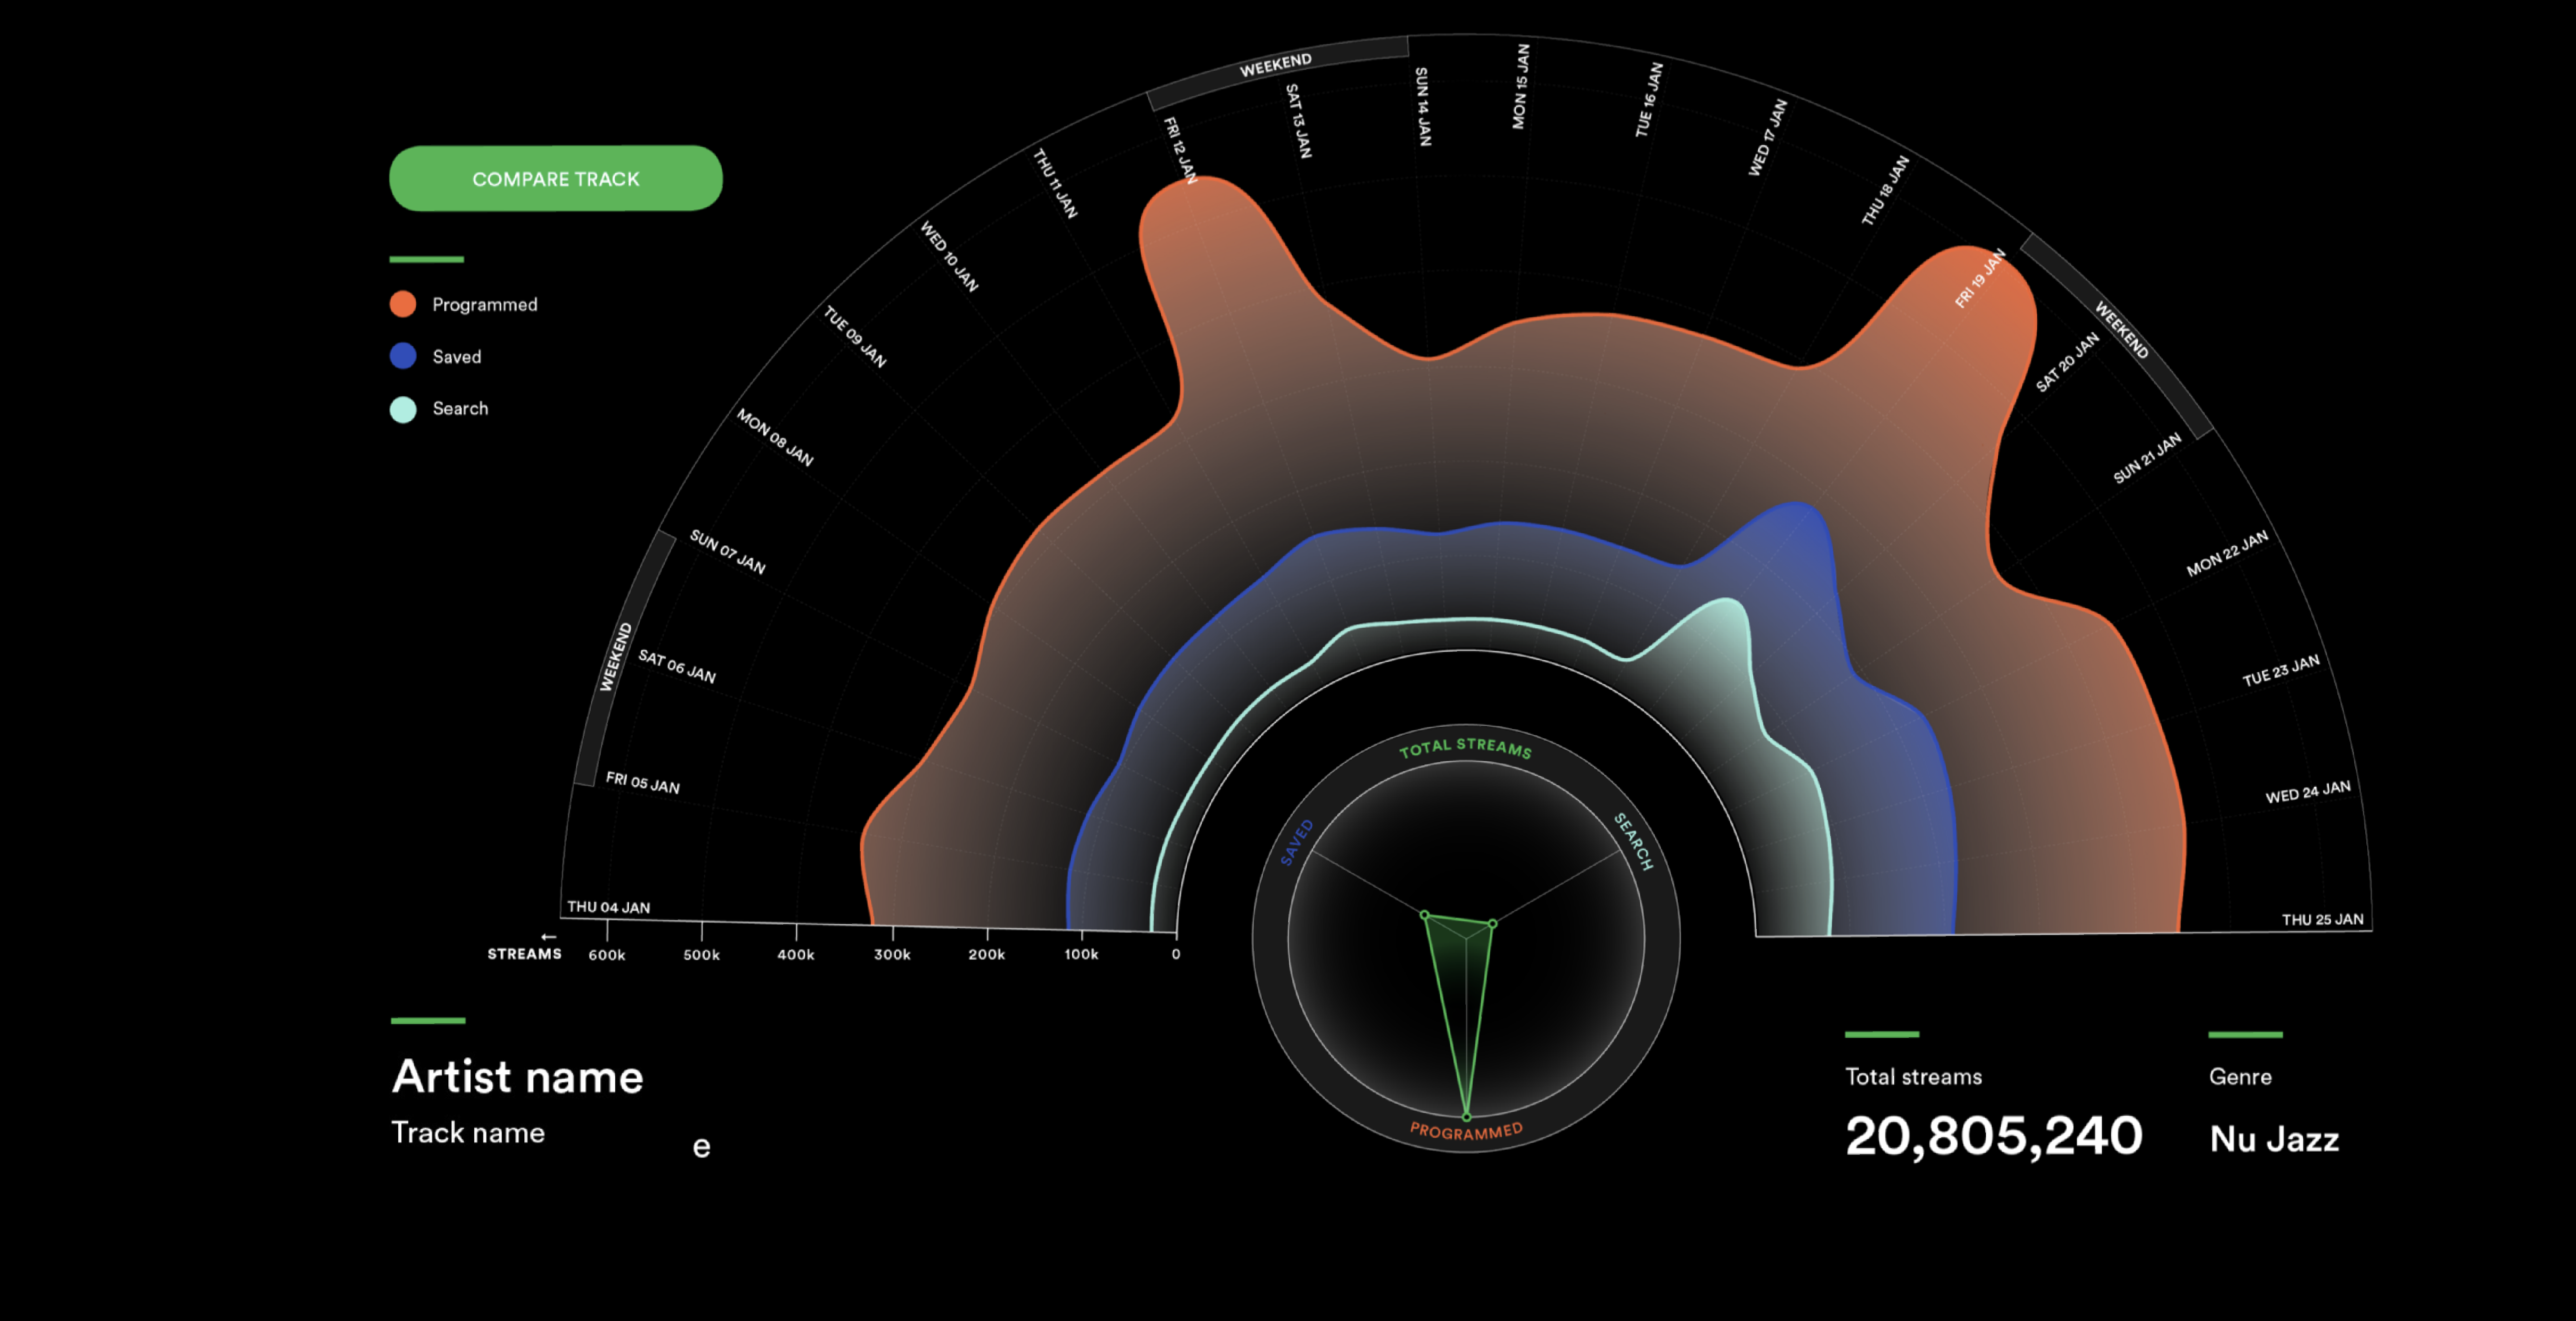 COMPARE TRACK
Programmed
Saved
Search
WEEKEND
WEEKEND
WEEKEND
THU 04 JAN
FRI 05 JAN
SAT 06 JAN
SUN 07 JAN
MON 08 JAN
TUE 09 JAN
WED 10 JAN
THU 11 JAN
FRI 12 JAN
SAT 13 JAN
SUN 14 JAN
MON 15 JAN
TUE 16 JAN
WED 17 JAN
THU 18 JAN
FRI 19 JAN
SAT 20 JAN
SUN 21 JAN
MON 22 JAN
TUE 23 JAN
WED 24 JAN
THU 25 JAN
←
STREAMS 600k 500k 400k 300k 200k 100k 0
TOTAL STREAMS
SAVED
SEARCH
PROGRAMMED
Artist name
Track name
e
Total streams
20,805,240
Genre
Nu Jazz